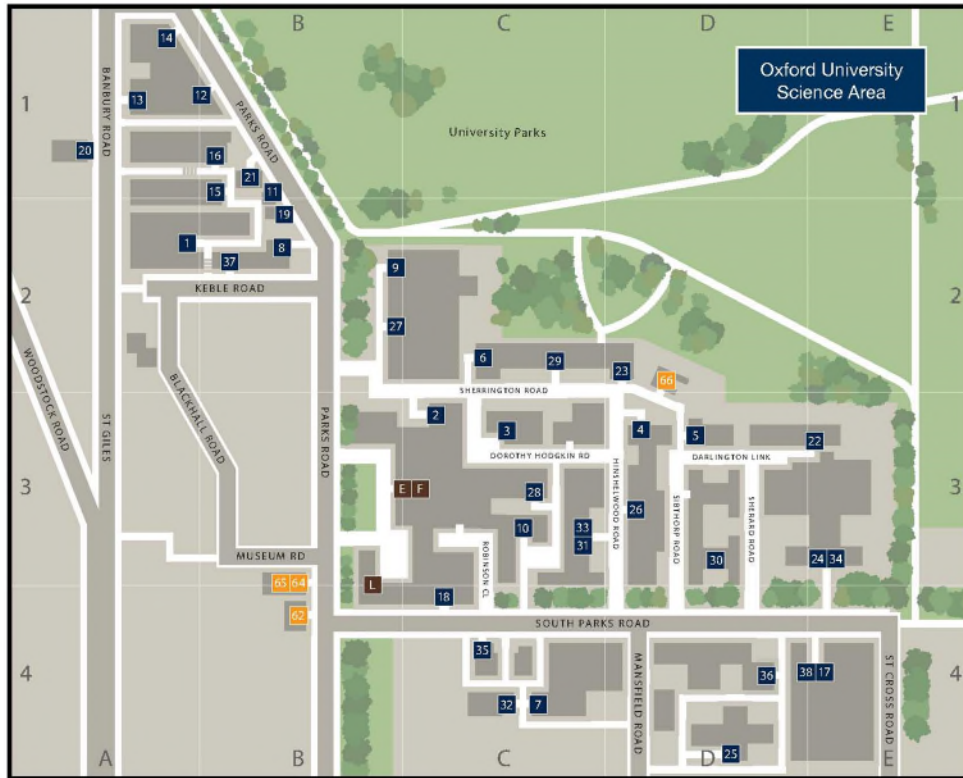 B
C
D
E
Oxford University
Science Area
14
1
13
12
BANBURY ROAD
PARKS ROAD
University Parks
1
20
16
21
15
11
19
1
8
37
9
KEBLE ROAD
2
2
27
6
29
23
66
WOODSTOCK ROAD
ST GILES
BLACKHALL ROAD
PARKS ROAD
SHERRINGTON ROAD
2
3
4
5
22
DOROTHY HODGKIN RD
DARLINGTON LINK
HINSHELWOOD ROAD
SIBTHORP ROAD
SHERARD ROAD
3
E F
28
3
26
10
33
31
ROBINSON CL
30
24 34
MUSEUM RD
65 64
L
18
62
SOUTH PARKS ROAD
35
MANSFIELD ROAD
ST CROSS ROAD
4
36
38 17
4
32
7
25
A
B
C
D
E